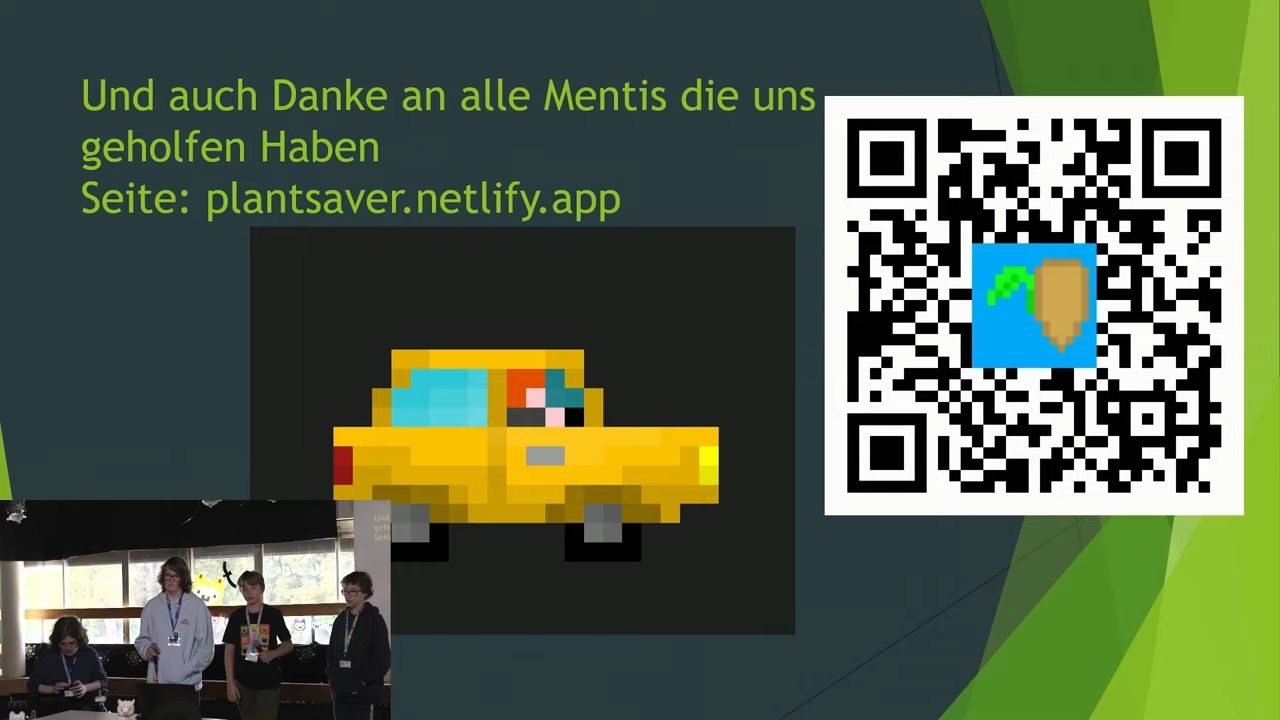 Und auch Danke an alle Mentis die uns
geholfen Haben
Seite: plantsaver.netlify.app